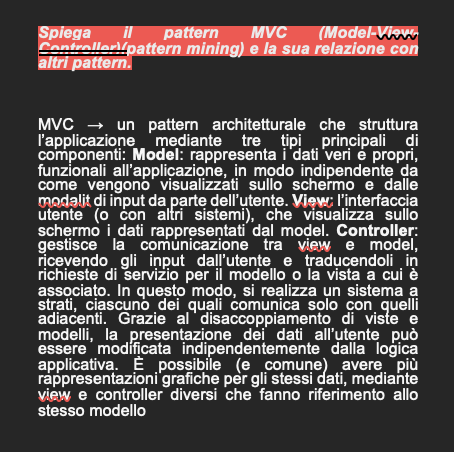 Spiega il pattern MVC (Model-View-
Controller)(pattern mining) e la sua relazione con
altri pattern.
MVC → un pattern architetturale che struttura
l'applicazione mediante tre tipi principali di
componenti: Model: rappresenta i dati veri e propri,
funzionali all'applicazione, in modo indipendente da
come vengono visualizzati sullo schermo e dalle
modalit di input da parte dell'utente. View: l'interfaccia
utente (o con altri sistemi), che visualizza sullo
schermo i dati rappresentati dal model. Controller:
gestisce la comunicazione tra view e model,
ricevendo gli input dall'utente e traducendoli in
richieste di servizio per il modello o la vista a cui è
associato. In questo modo, si realizza un sistema a
strati, ciascuno dei quali comunica solo con quelli
adiacenti. Grazie al disaccoppiamento di viste e
modelli, la presentazione dei dati all'utente può
essere modificata indipendentemente dalla logica
applicativa. È possibile (e comune) avere più
rappresentazioni grafiche per gli stessi dati, mediante
view e controller diversi che fanno riferimento allo
stesso modello